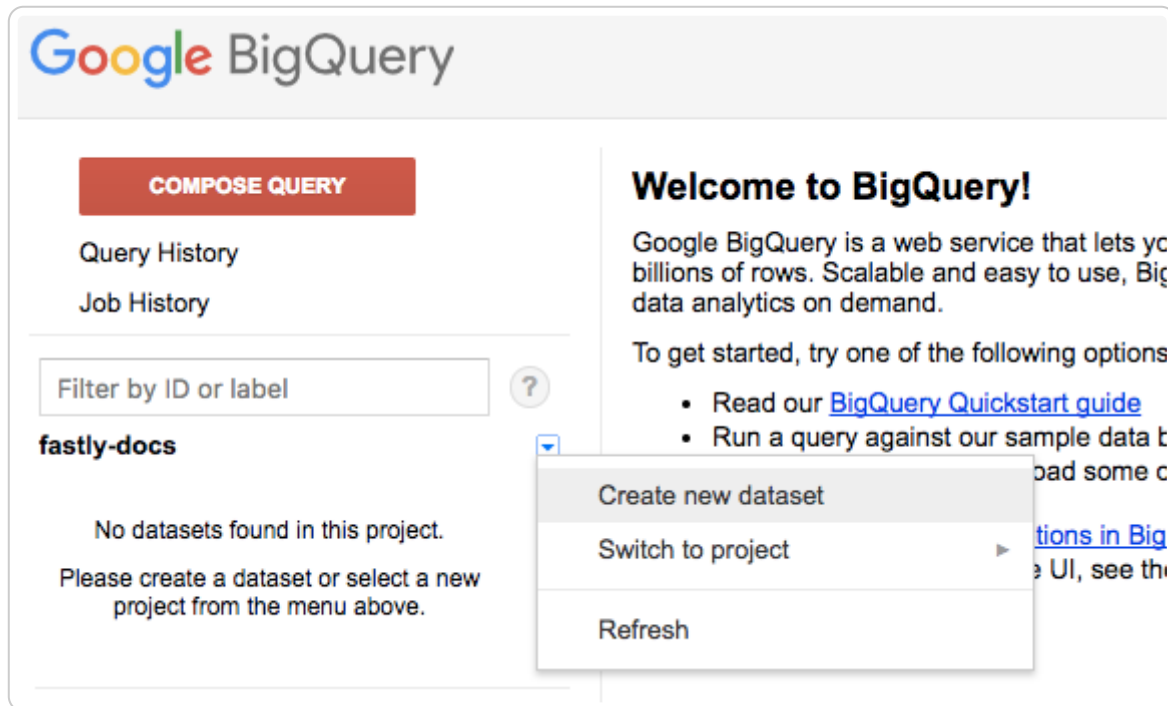 Google BigQuery
COMPOSE QUERY
Query History
Job History
Filter by ID or label
?
fastly-docs
No datasets found in this project.
Please create a dataset or select a new
project from the menu above.
Welcome to BigQuery!
Google BigQuery is a web service that lets
billions of rows. Scalable and easy to use,
data analytics on demand.
To get started, try one of the following options
• Read our BigQuery Quickstart guide
• Run a query against our sample data
some
in
UI, see
Create new dataset
Switch to project
Refresh